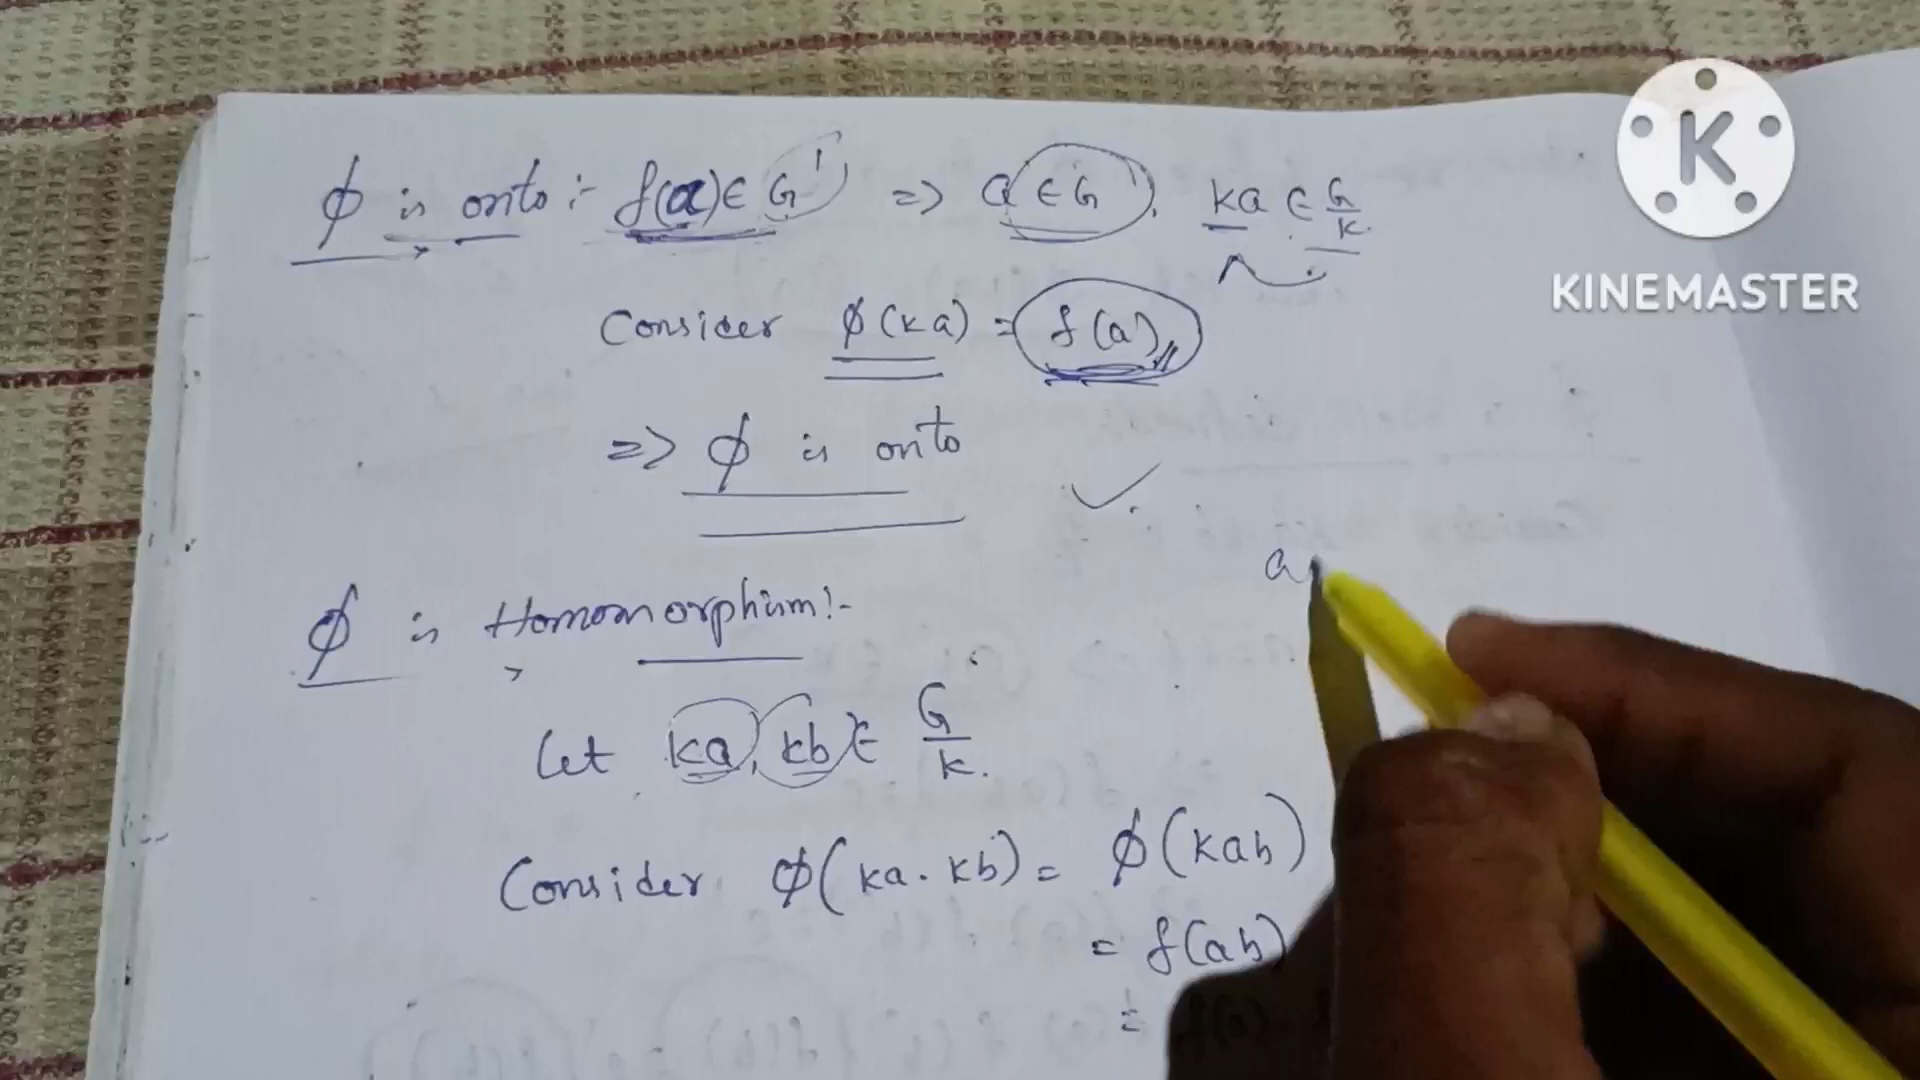 ϕ is onto :- f(a) ∈ G' => a ∈ G, ka ∈ G/k.
Consider ϕ(ka) = f(a)
=> ϕ is onto
a
ϕ is Homomorphism:-
Let ka, kb ∈ G/k.
Consider ϕ(ka.kb) = ϕ(kab)
= f(ab)
= f(a).
K
KINEMASTER